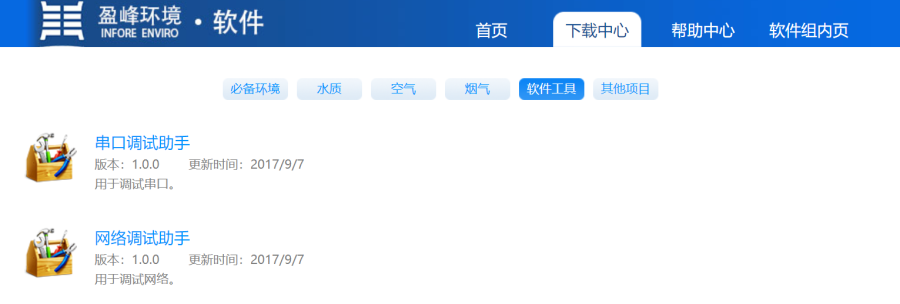 盈峰环境 · 软件
INFORE ENVIRO
首页 下载中心 帮助中心 软件组内页
必备环境 水质 空气 烟气 软件工具 其他项目
串口调试助手
版本：1.0.0 更新时间：2017/9/7
用于调试串口。
网络调试助手
版本：1.0.0 更新时间：2017/9/7
用于调试网络。